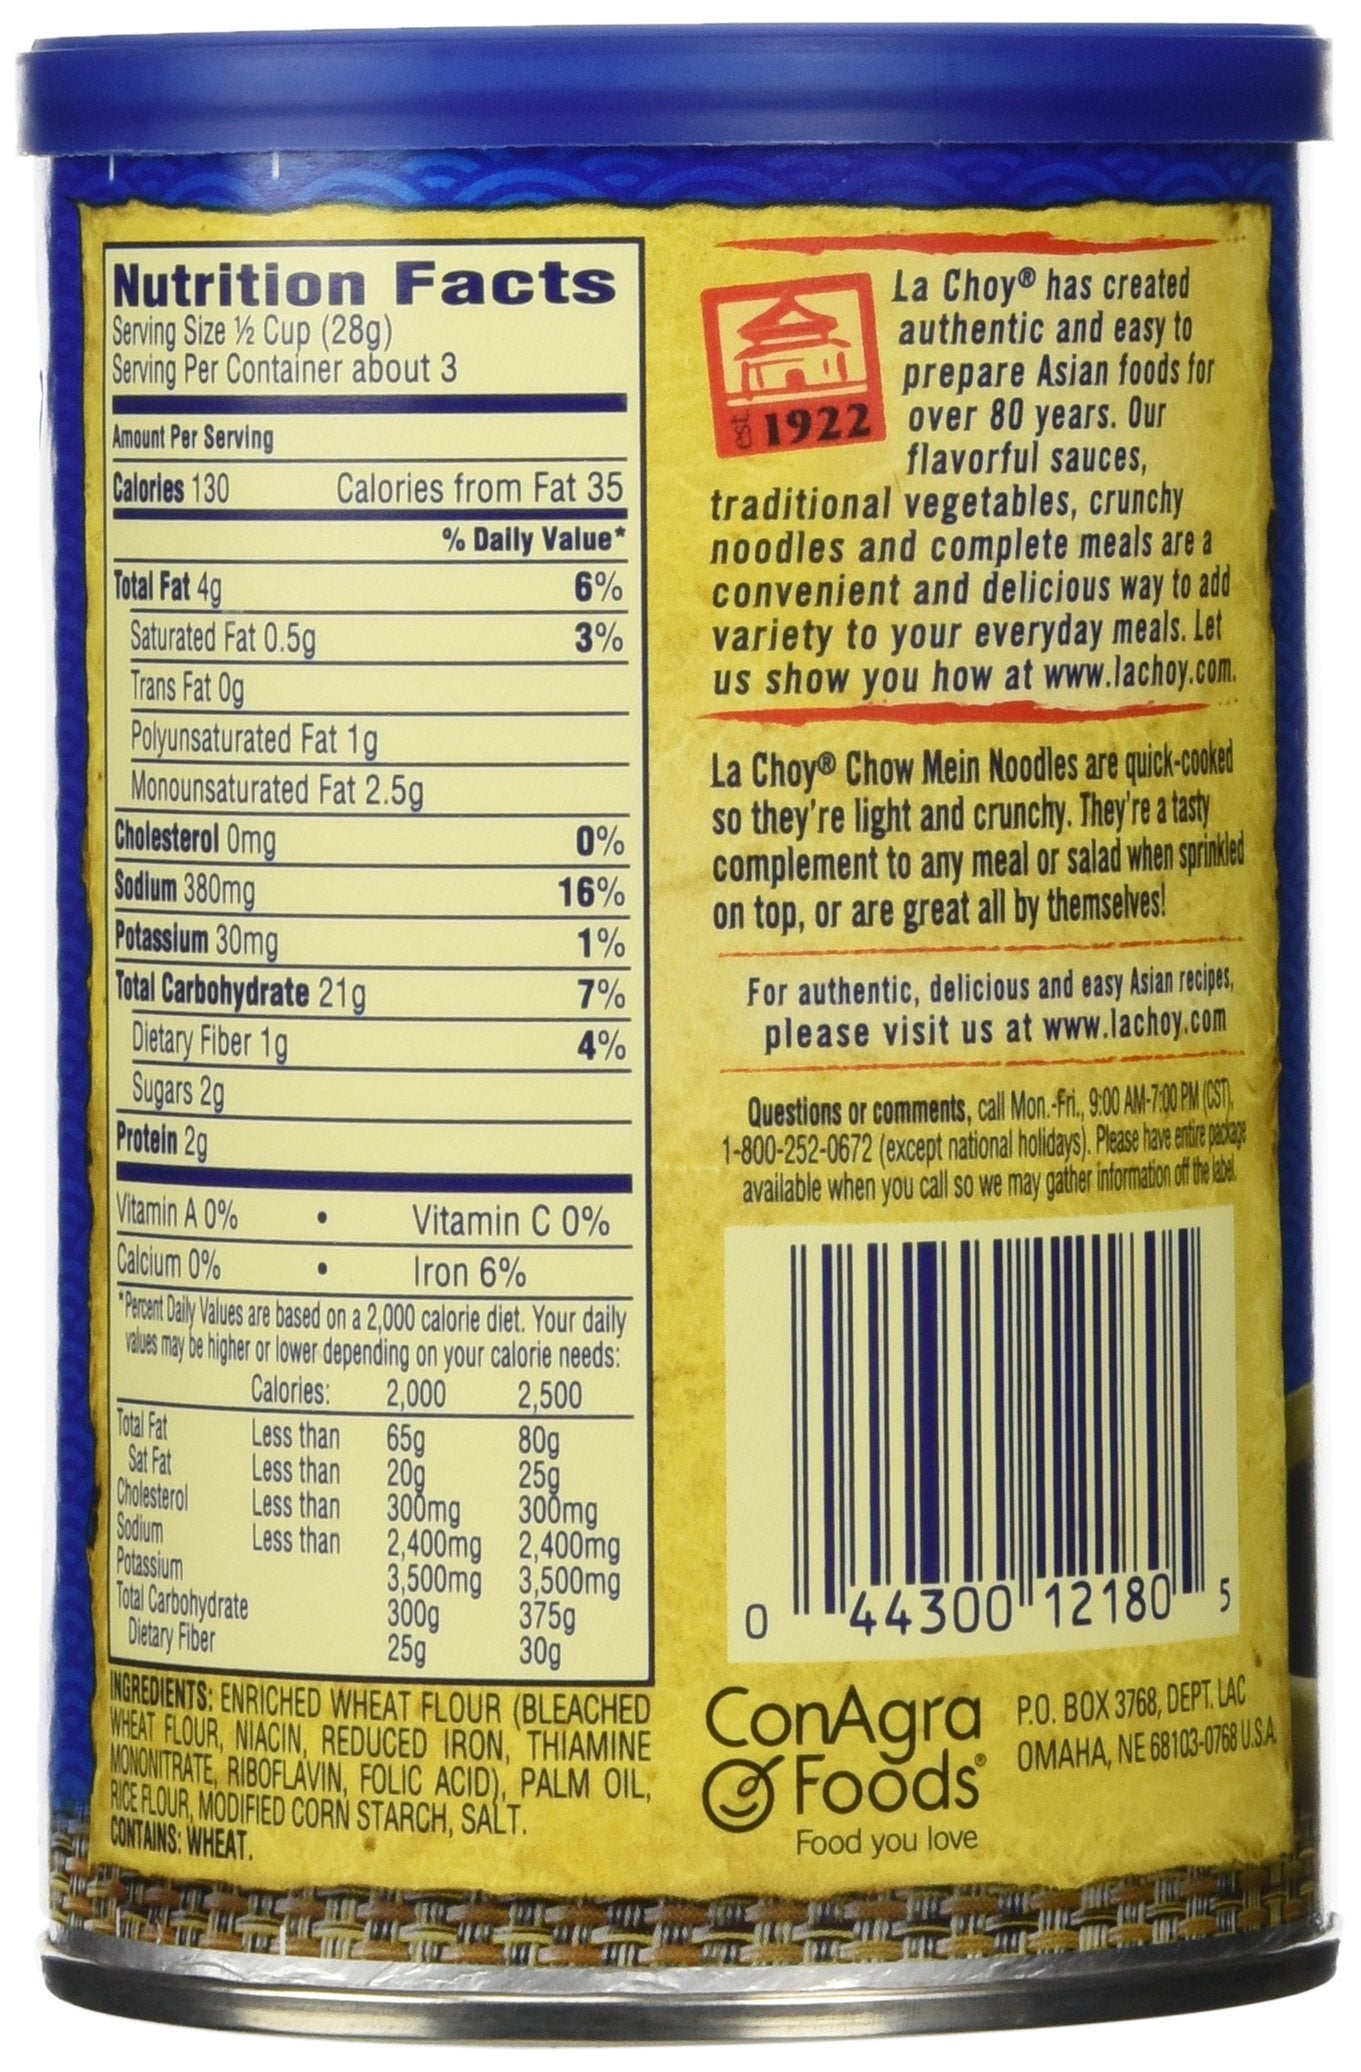 Nutrition Facts
Serving Size ½ Cup (28g)
Serving Per Container about 3
Amount Per Serving
Calories 130 Calories from Fat 35
% Daily Value*
Total Fat 4g 6%
Saturated Fat 0.5g 3%
Trans Fat 0g
Polyunsaturated Fat 1g
Monounsaturated Fat 2.5g
Cholesterol 0mg 0%
Sodium 380mg 16%
Potassium 30mg 1%
Total Carbohydrate 21g 7%
Dietary Fiber 1g 4%
Sugars 2g
Protein 2g
Vitamin A 0% • Vitamin C 0%
Calcium 0% • Iron 6%
*Percent Daily Values are based on a 2,000 calorie diet. Your daily
values may be higher or lower depending on your calorie needs:
Calories: 2,000 2,500
Total Fat Less than 65g 80g
Sat Fat Less than 20g 25g
Cholesterol Less than 300mg 300mg
Sodium Less than 2,400mg 2,400mg
Potassium 3,500mg 3,500mg
Total Carbohydrate 300g 375g
Dietary Fiber 25g 30g
INGREDIENTS: ENRICHED WHEAT FLOUR (BLEACHED
WHEAT FLOUR, NIACIN, REDUCED IRON, THIAMINE
MONONITRATE, RIBOFLAVIN, FOLIC ACID), PALM OIL,
RICE FLOUR, MODIFIED CORN STARCH, SALT.
CONTAINS: WHEAT.
est. 1922
La Choy® has created
authentic and easy to
prepare Asian foods for
over 80 years. Our
flavorful sauces,
traditional vegetables, crunchy
noodles and complete meals are a
convenient and delicious way to add
variety to your everyday meals. Let
us show you how at www.lachoy.com.
La Choy® Chow Mein Noodles are quick-cooked
so they're light and crunchy. They're a tasty
complement to any meal or salad when sprinkled
on top, or are great all by themselves!
For authentic, delicious and easy Asian recipes,
please visit us at www.lachoy.com
Questions or comments, call Mon.-Fri., 9:00 AM-7:00 PM (CST),
1-800-252-0672 (except national holidays). Please have entire package
available when you call so we may gather information off the label.
0 44300 12180 5
ConAgra
Foods®
Food you love
P.O. BOX 3768, DEPT. LAC
OMAHA, NE 68103-0768 U.S.A.